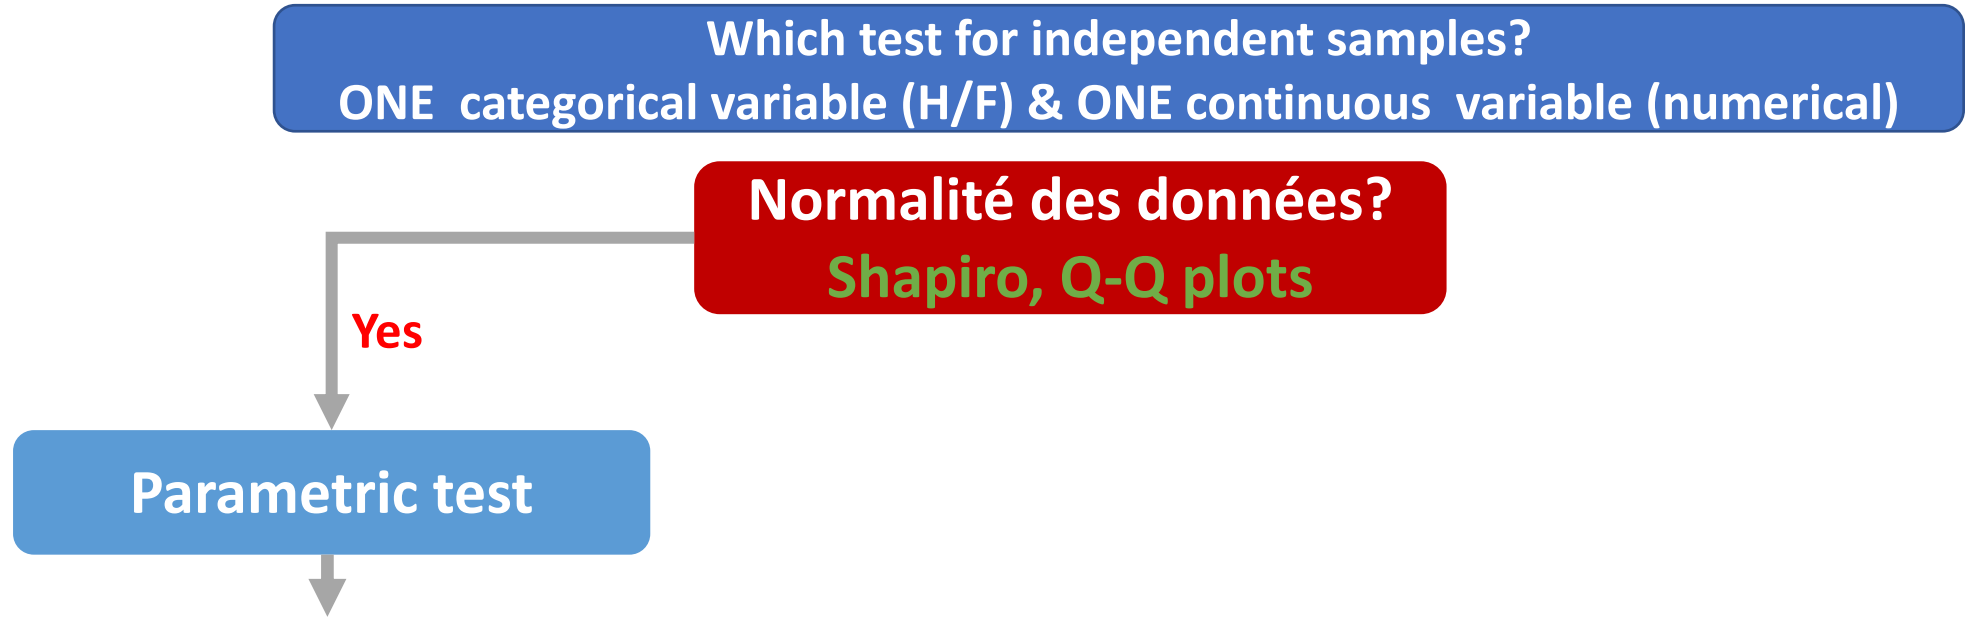 Which test for independent samples?
ONE categorical variable (H/F) & ONE continuous variable (numerical)
Normalité des données?
Shapiro, Q-Q plots
Yes
Parametric test